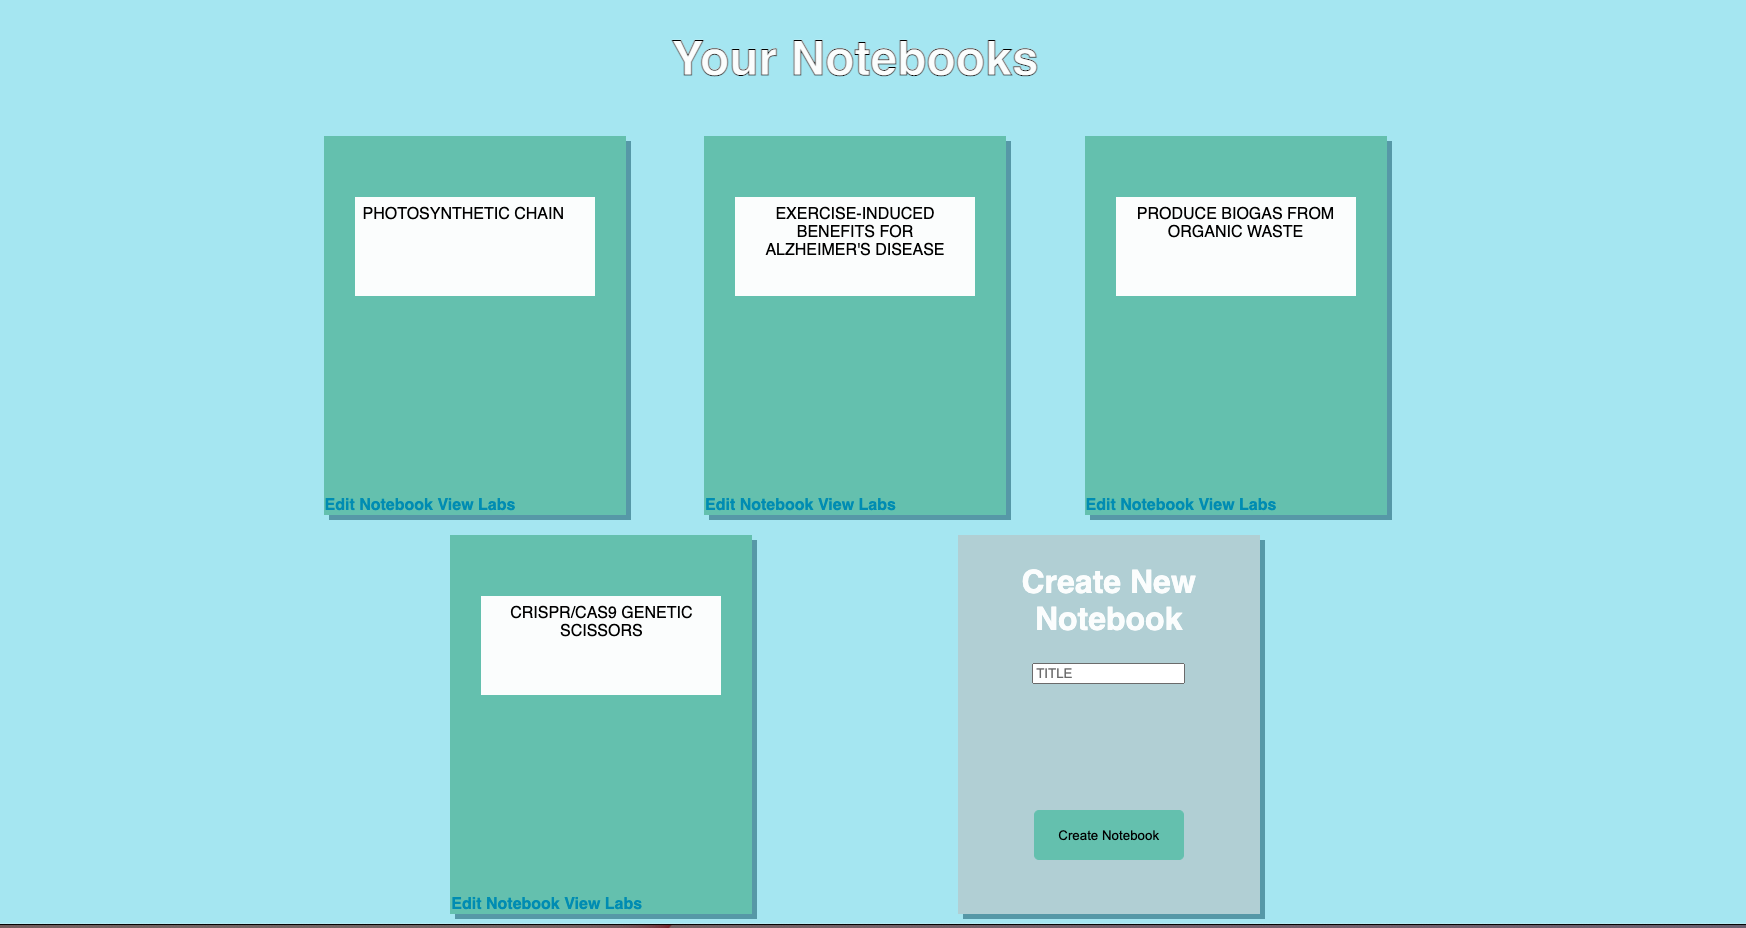 Your Notebooks
PHOTOSYNTHETIC CHAIN
Edit Notebook View Labs
EXERCISE-INDUCED
BENEFITS FOR
ALZHEIMER'S DISEASE
Edit Notebook View Labs
PRODUCE BIOGAS FROM
ORGANIC WASTE
Edit Notebook View Labs
CRISPR/CAS9 GENETIC
SCISSORS
Edit Notebook View Labs
Create New
Notebook
TITLE
Create Notebook